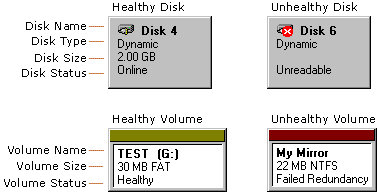 Healthy Disk
Unhealthy Disk
Disk Name
Disk 4
Disk 6
Disk Type
Dynamic
Dynamic
Disk Size
2.00 GB
Disk Status
Online
Unreadable
Healthy Volume
Unhealthy Volume
Volume Name
TEST (G:)
My Mirror
Volume Size
30 MB FAT
22 MB NTFS
Volume Status
Healthy
Failed Redundancy